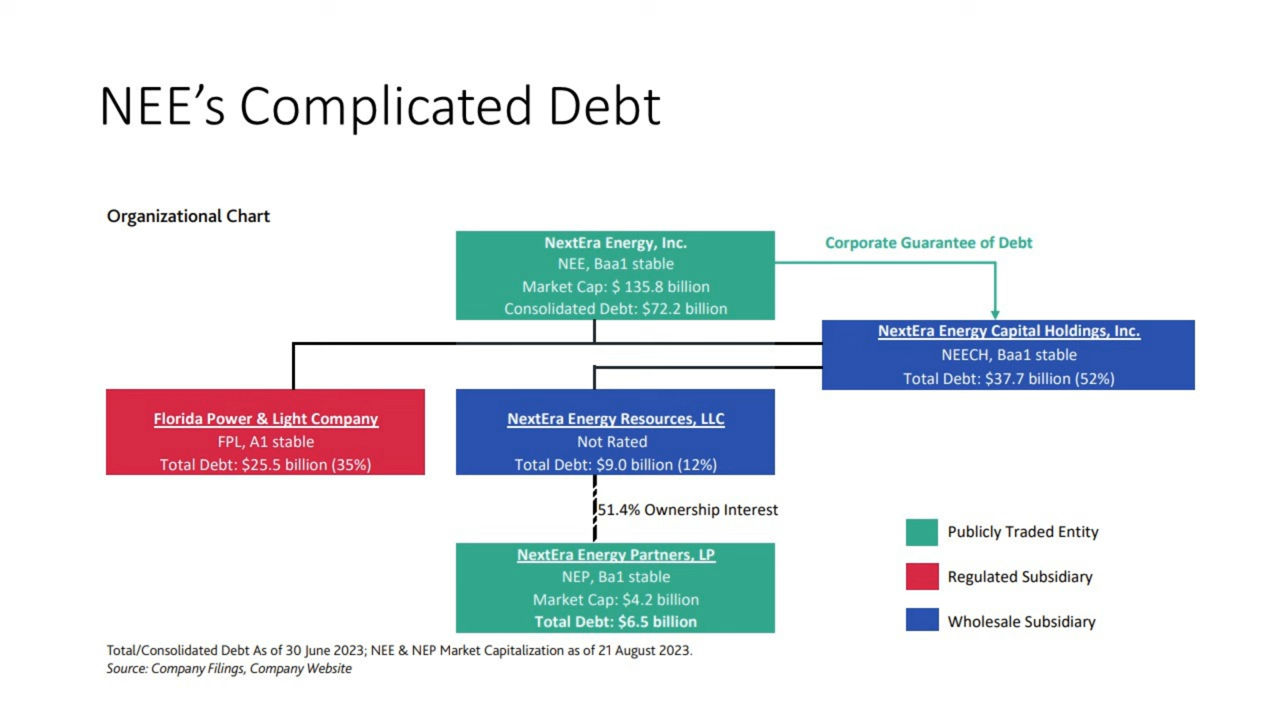 NEE’s Complicated Debt
Organizational Chart
NextEra Energy, Inc.
NEE, Baa1 stable
Market Cap: $ 135.8 billion
Consolidated Debt: $72.2 billion
Corporate Guarantee of Debt
NextEra Energy Capital Holdings, Inc.
NEECH, Baa1 stable
Total Debt: $37.7 billion (52%)
Florida Power & Light Company
FPL, A1 stable
Total Debt: $25.5 billion (35%)
NextEra Energy Resources, LLC
Not Rated
Total Debt: $9.0 billion (12%)
51.4% Ownership Interest
NextEra Energy Partners, LP
NEP, Ba1 stable
Market Cap: $4.2 billion
Total Debt: $6.5 billion
Publicly Traded Entity
Regulated Subsidiary
Wholesale Subsidiary
Total/Consolidated Debt As of 30 June 2023; NEE & NEP Market Capitalization as of 21 August 2023.
Source: Company Filings, Company Website